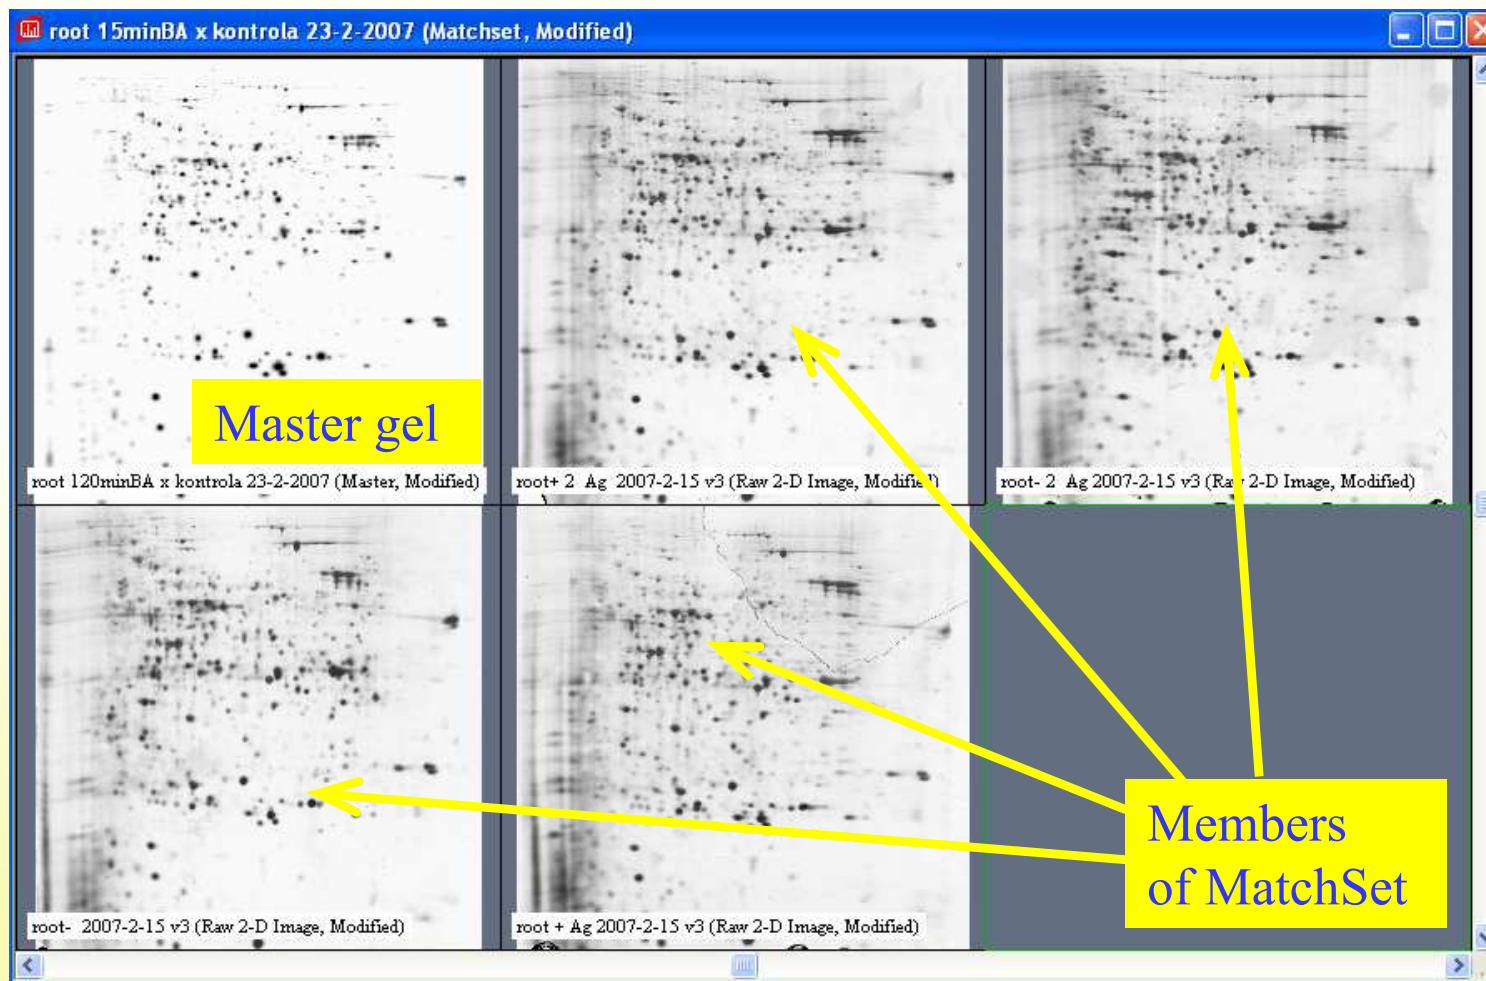 root 15minBA x kontrola 23-2-2007 (Matchset, Modified)
Master gel
root 120minBA x kontrola 23-2-2007 (Master, Modified)
root+ 2 Ag 2007-2-15 v3 (Raw 2-D Image, Modified)
root- 2 Ag 2007-2-15 v3 (Raw 2-D Image, Modified)
root- 2007-2-15 v3 (Raw 2-D Image, Modified)
root + Ag 2007-2-15 v3 (Raw 2-D Image, Modified)
Members
of MatchSet